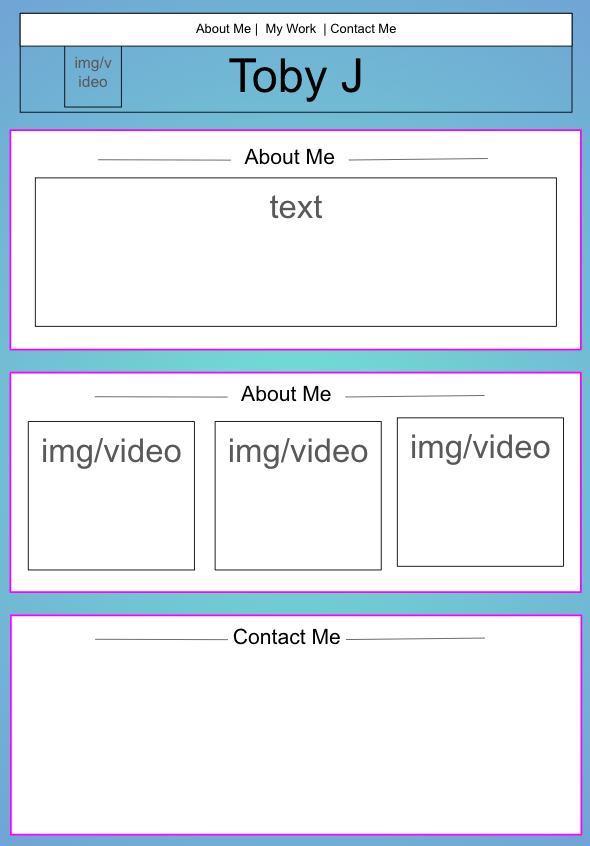 About Me |  My Work  | Contact Me
img/v
ideo
Toby J
About Me
text
About Me
img/video
img/video
img/video
Contact Me